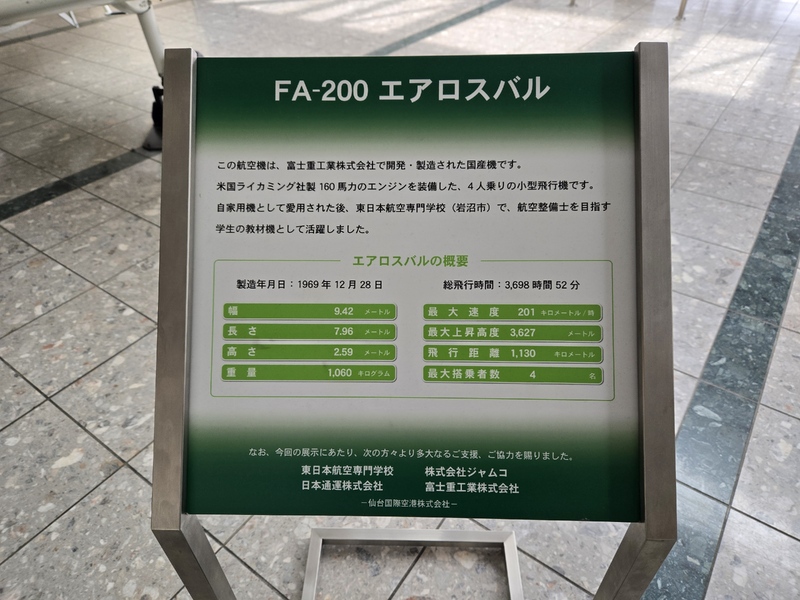 FA-200 エアロスバル
この航空機は、富士重工業株式会社で開発・製造された国産機です。
米国ライカミング社製 160 馬力のエンジンを装備した、4 人乗りの小型飛行機です。
自家用機として愛用された後、東日本航空専門学校（岩沼市）で、航空整備士を目指す
学生の教材機として活躍しました。
エアロスバルの概要
製造年月日：1969 年 12 月 28 日
総飛行時間：3,698 時間 52 分
幅 9.42 メートル
長さ 7.96 メートル
高さ 2.59 メートル
重量 1,060 キログラム
最大速度 201 キロメートル/時
最大上昇高度 3,627 メートル
飛行距離 1,130 キロメートル
最大搭乗者数 4 名
なお、今回の展示にあたり、次の方々より多大なるご支援、ご協力を賜りました。
東日本航空専門学校 株式会社ジャムコ
日本通運株式会社 富士重工業株式会社
－仙台国際空港株式会社－